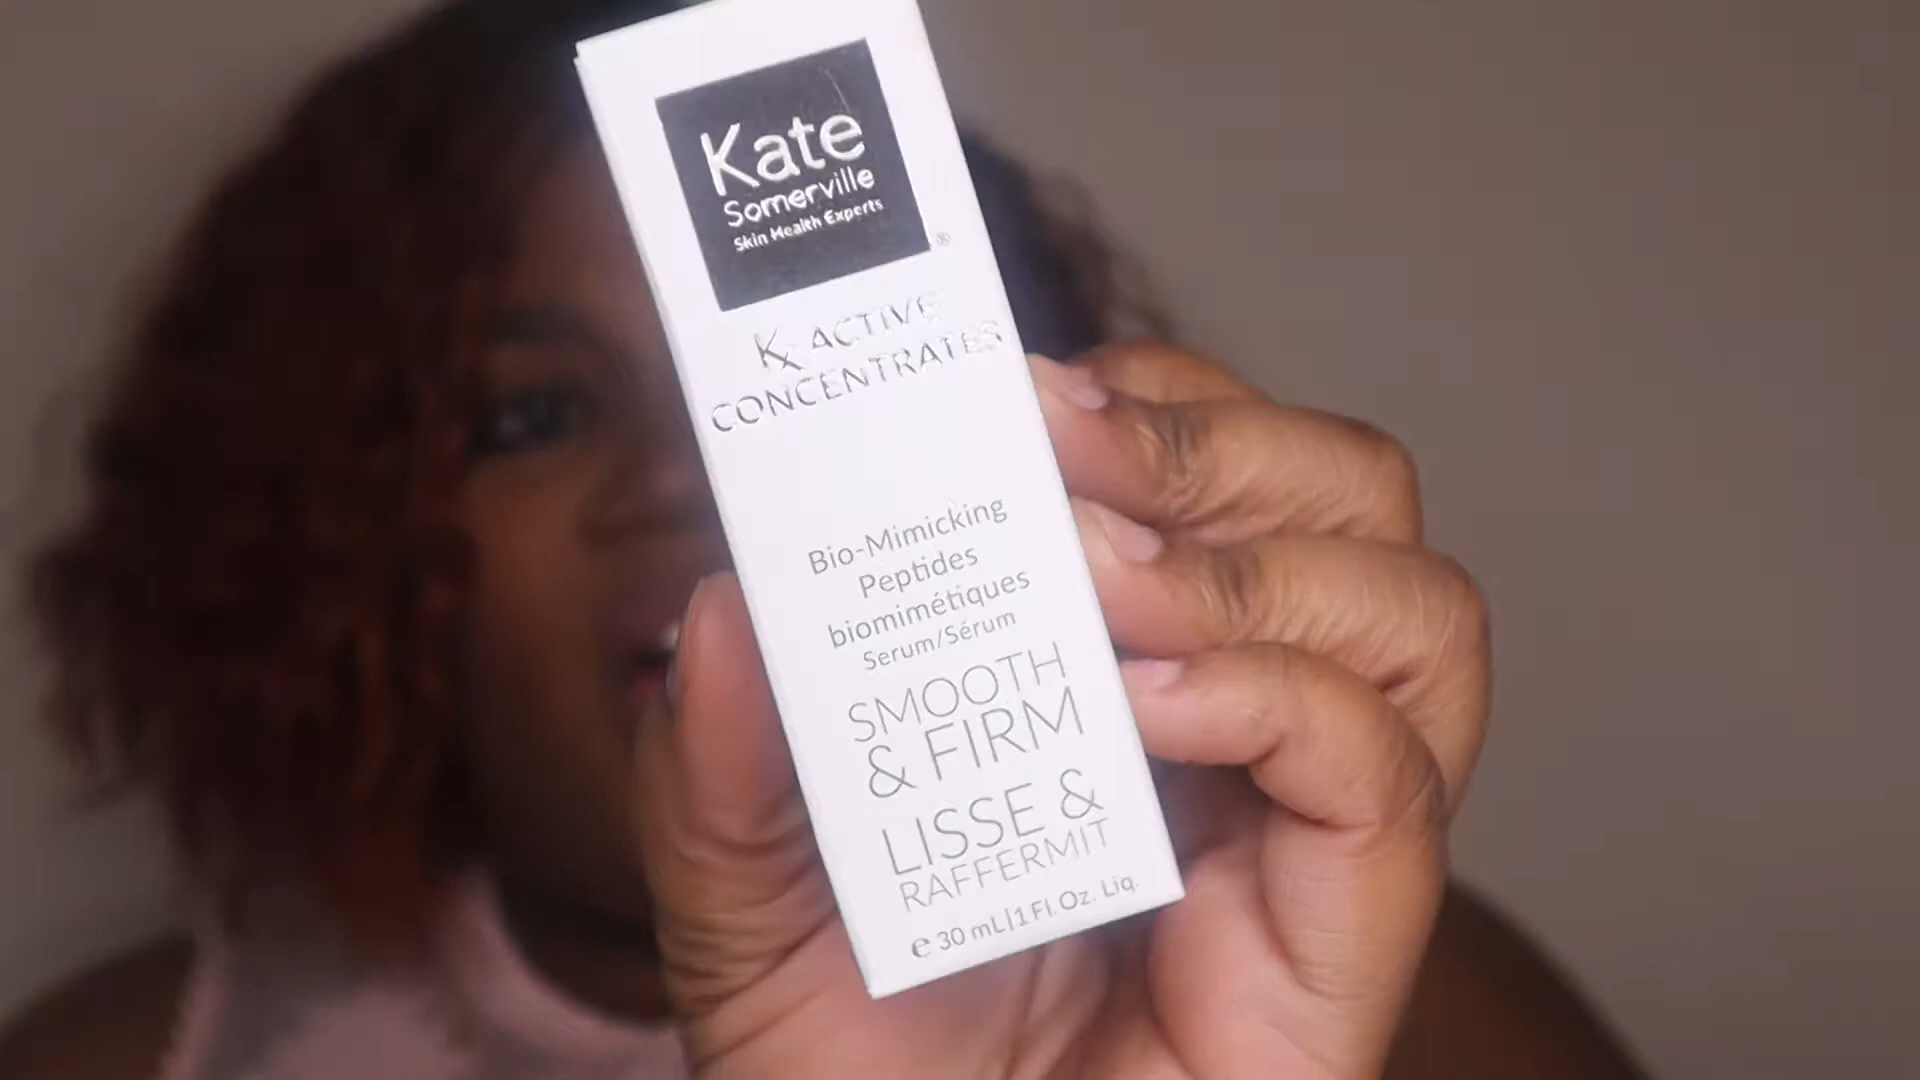 Kate
Somerville
Skin Health Experts
®
Kx ACTIVE
CONCENTRATES
Bio-Mimicking
Peptides
biomimétiques
Serum/Sérum
SMOOTH
& FIRM
LISSE &
RAFFERMIT
℮ 30 mL|1 Fl. Oz. Liq.